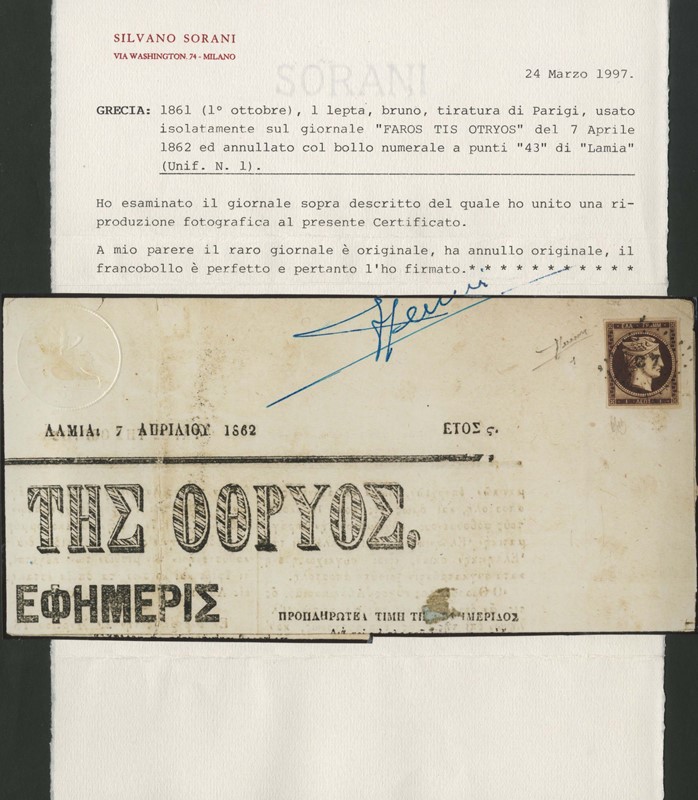 SILVANO SORANI
VIA WASHINGTON, 74 - MILANO
SORANI
24 Marzo 1997.
GRECIA: 1861 (1° ottobre), 1 lepta, bruno, tiratura di Parigi, usato
isolatamente sul giornale "FAROS TIS OTRYOS" del 7 Aprile
1862 ed annullato col bollo numerale a punti "43" di "Lamia"
(Unif. N. 1).
Ho esaminato il giornale sopra descritto del quale ho unito una ri-
produzione fotografica al presente Certificato.
A mio parere il raro giornale è originale, ha annullo originale, il
francobollo è perfetto e pertanto l'ho firmato.* * * * * * * * * * *
ΛΑΜΙΑ: 7 ΑΠΡΙΛΙΟΥ 1862
ΕΤΟΣ ς.
ΤΗΣ ΟΘΡΥΟΣ.
ΕΦΗΜΕΡΙΣ
ΠΡΟΠΛΗΡΩΤΕΑ ΤΙΜΗ ΤΗ ΗΜΕΡΙΔΟΣ